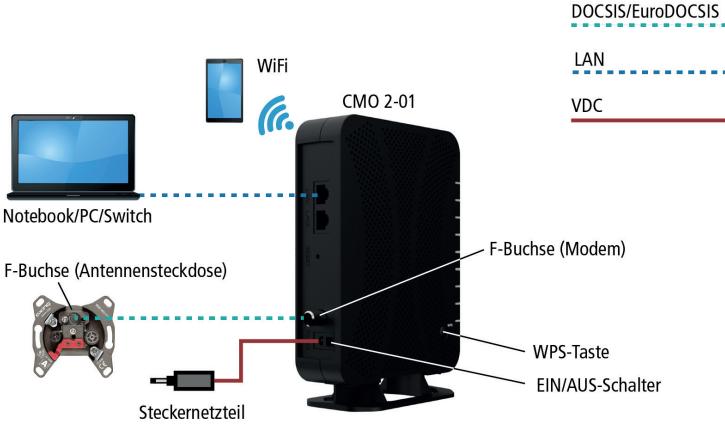 DOCSIS/EuroDOCSIS
LAN
VDC
WiFi
CMO 2-01
Notebook/PC/Switch
F-Buchse (Modem)
F-Buchse (Antennensteckdose)
WPS-Taste
EIN/AUS-Schalter
Steckernetzteil